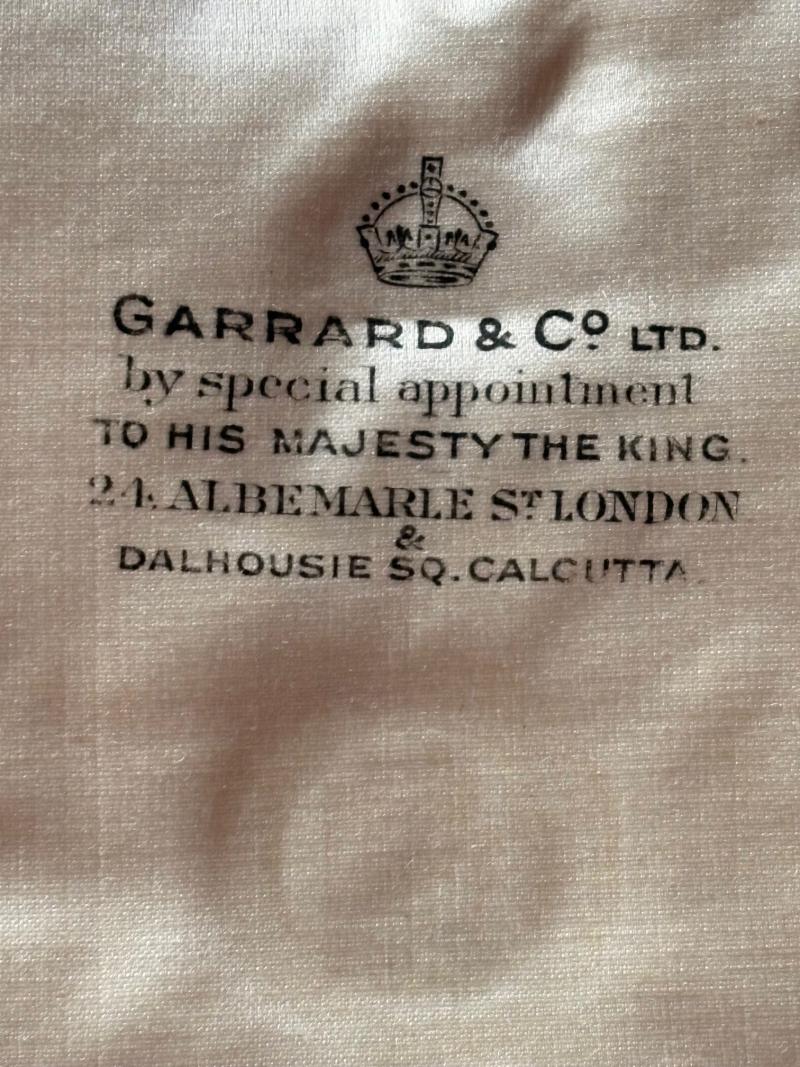 GARRARD & Cº LTD.
by special appointment
TO HIS MAJESTY THE KING.
24, ALBEMARLE ST LONDON
&
DALHOUSIE SQ. CALCUTTA.